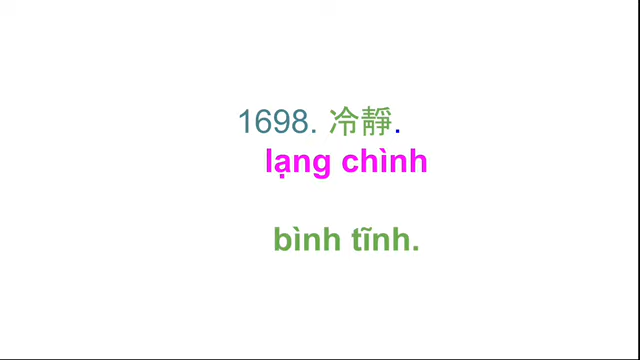 1698. 冷靜.
lạng chình
bình tĩnh.